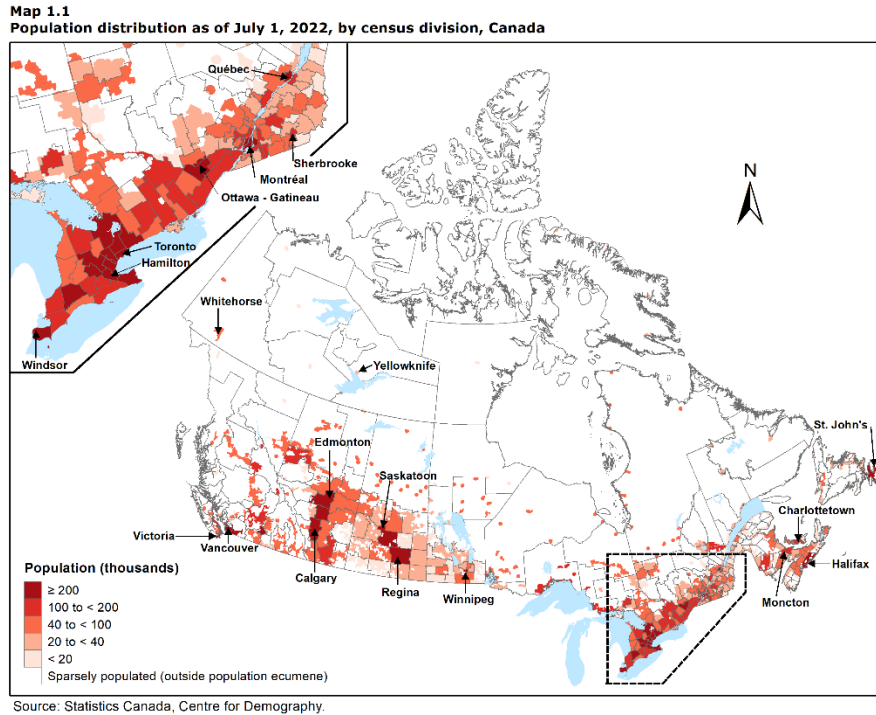 Map 1.1
Population distribution as of July 1, 2022, by census division, Canada
Québec
Sherbrooke
Montréal
Ottawa - Gatineau
Toronto
Hamilton
Windsor
N
Whitehorse
Yellowknife
St. John's
Edmonton
Saskatoon
Charlottetown
Victoria
Vancouver
Halifax
Calgary
Regina
Winnipeg
Moncton
Population (thousands)
≥ 200
100 to < 200
40 to < 100
20 to < 40
< 20
Sparsely populated (outside population ecumene)
Source: Statistics Canada, Centre for Demography.